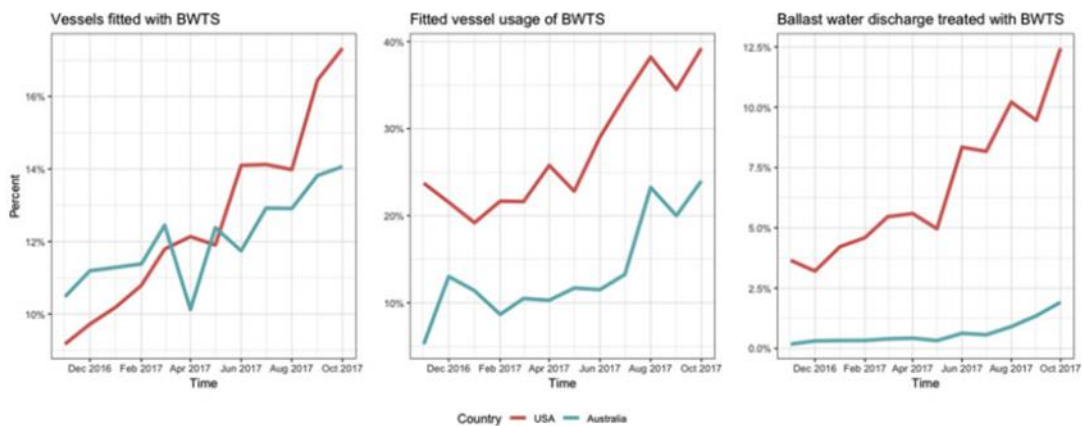 Vessels fitted with BWTS
Fitted vessel usage of BWTS
Ballast water discharge treated with BWTS
Percent
16%
14%
12%
10%
Dec 2016 Feb 2017 Apr 2017 Jun 2017 Aug 2017 Oct 2017
Time
40%
30%
20%
10%
Dec 2016 Feb 2017 Apr 2017 Jun 2017 Aug 2017 Oct 2017
Time
12.5%
10.0%
7.5%
5.0%
2.5%
0.0%
Dec 2016 Feb 2017 Apr 2017 Jun 2017 Aug 2017 Oct 2017
Time
Country USA Australia